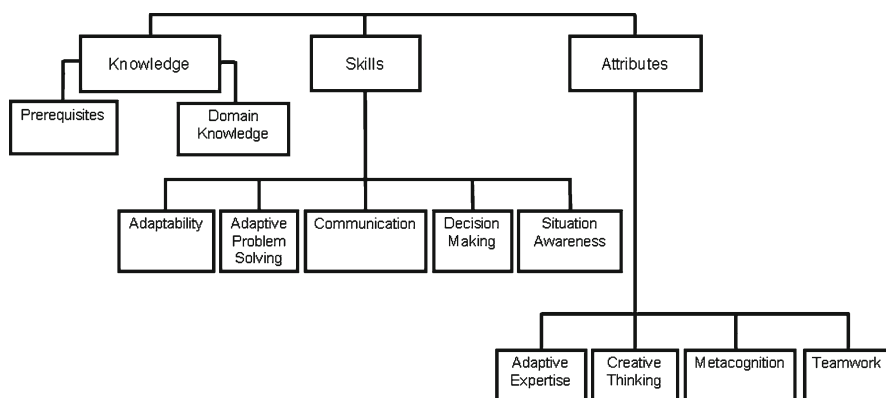 Knowledge
Skills
Attributes
Prerequisites
Domain
Knowledge
Adaptability
Adaptive
Problem
Solving
Communication
Decision
Making
Situation
Awareness
Adaptive
Expertise
Creative
Thinking
Metacognition
Teamwork